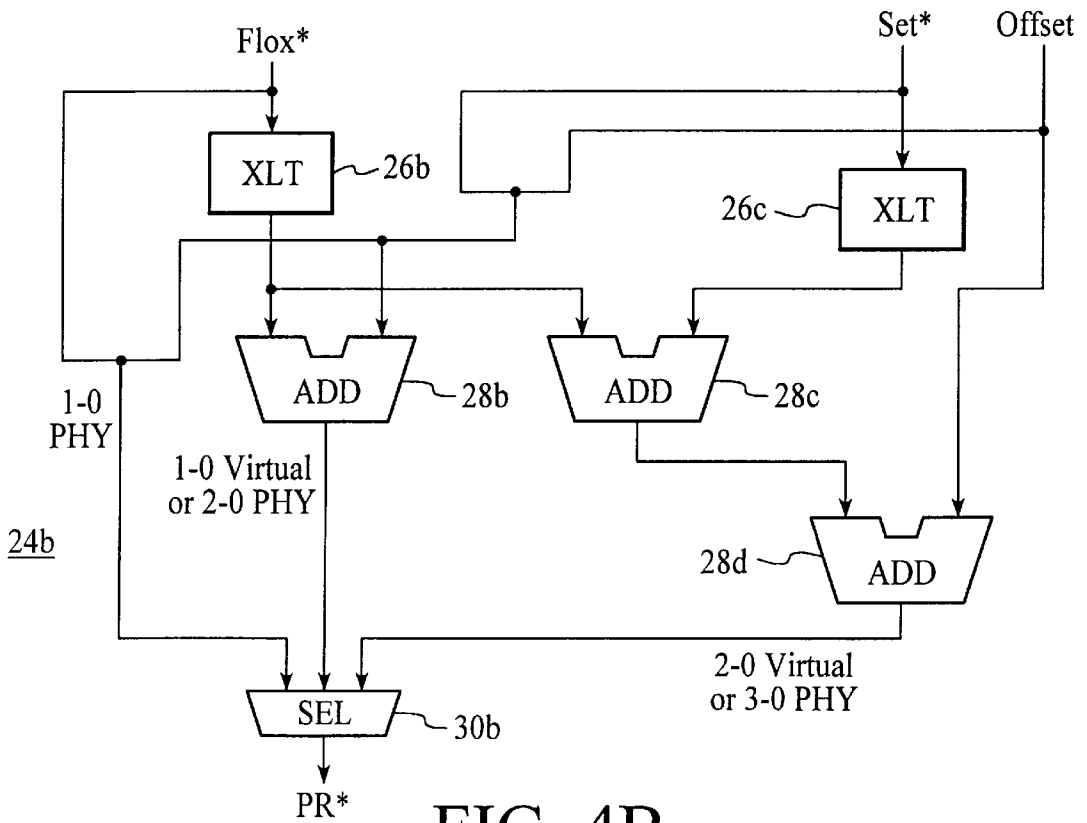 Flox*
Set*
Offset
XLT
26b
26c
XLT
ADD
28b
ADD
28c
1-0
PHY
1-0 Virtual
or 2-0 PHY
24b
28d
ADD
2-0 Virtual
or 3-0 PHY
SEL
30b
PR*
FIG. 4B